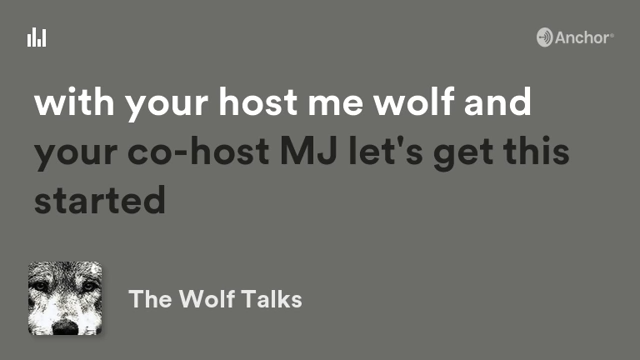 Anchor
with your host me wolf and
your co-host MJ let's get this
started
The Wolf Talks